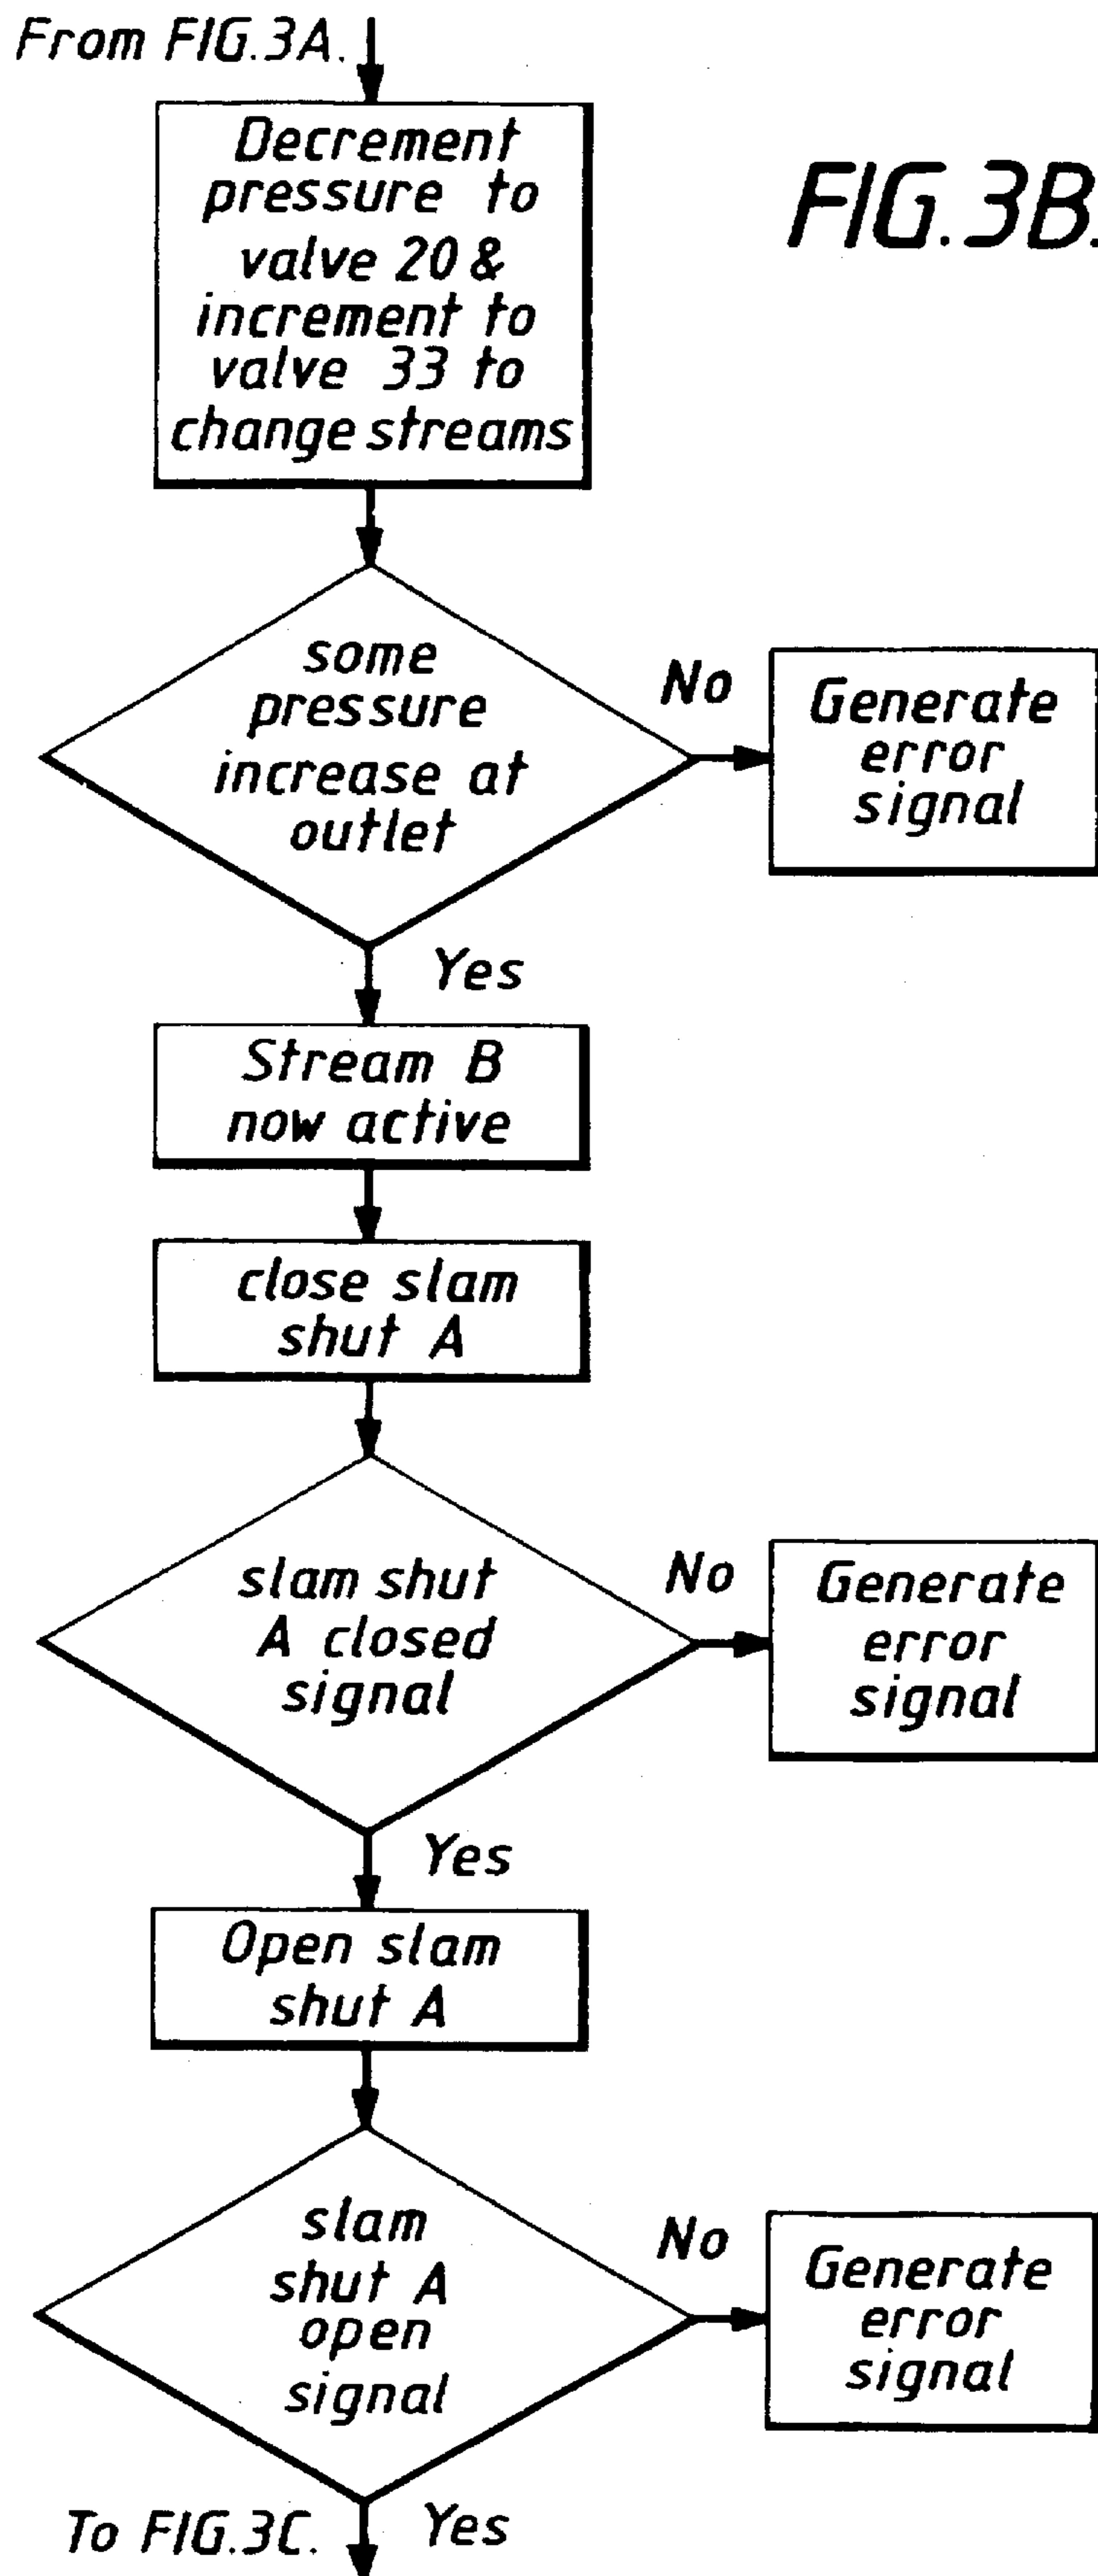 From FIG.3A.
FIG.3B.
Decrement
pressure to
valve 20 &
increment to
valve 33 to
change streams
some
pressure
increase at
outlet
No
Generate
error
signal
Yes
Stream B
now active
close slam
shut A
slam shut
A closed
signal
No
Generate
error
signal
Yes
Open slam
shut A
slam
shut A
open
signal
No
Generate
error
signal
To FIG.3C.
Yes